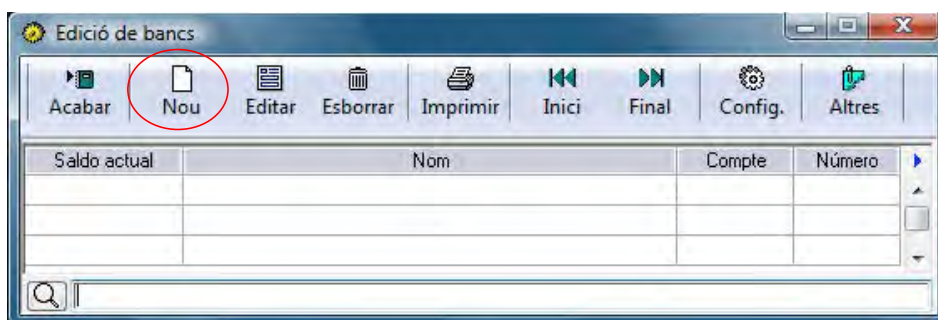 Edició de bancs
Acabar Nou Editar Esborrar Imprimir Inici Final Config. Altres
Saldo actual Nom Compte Número